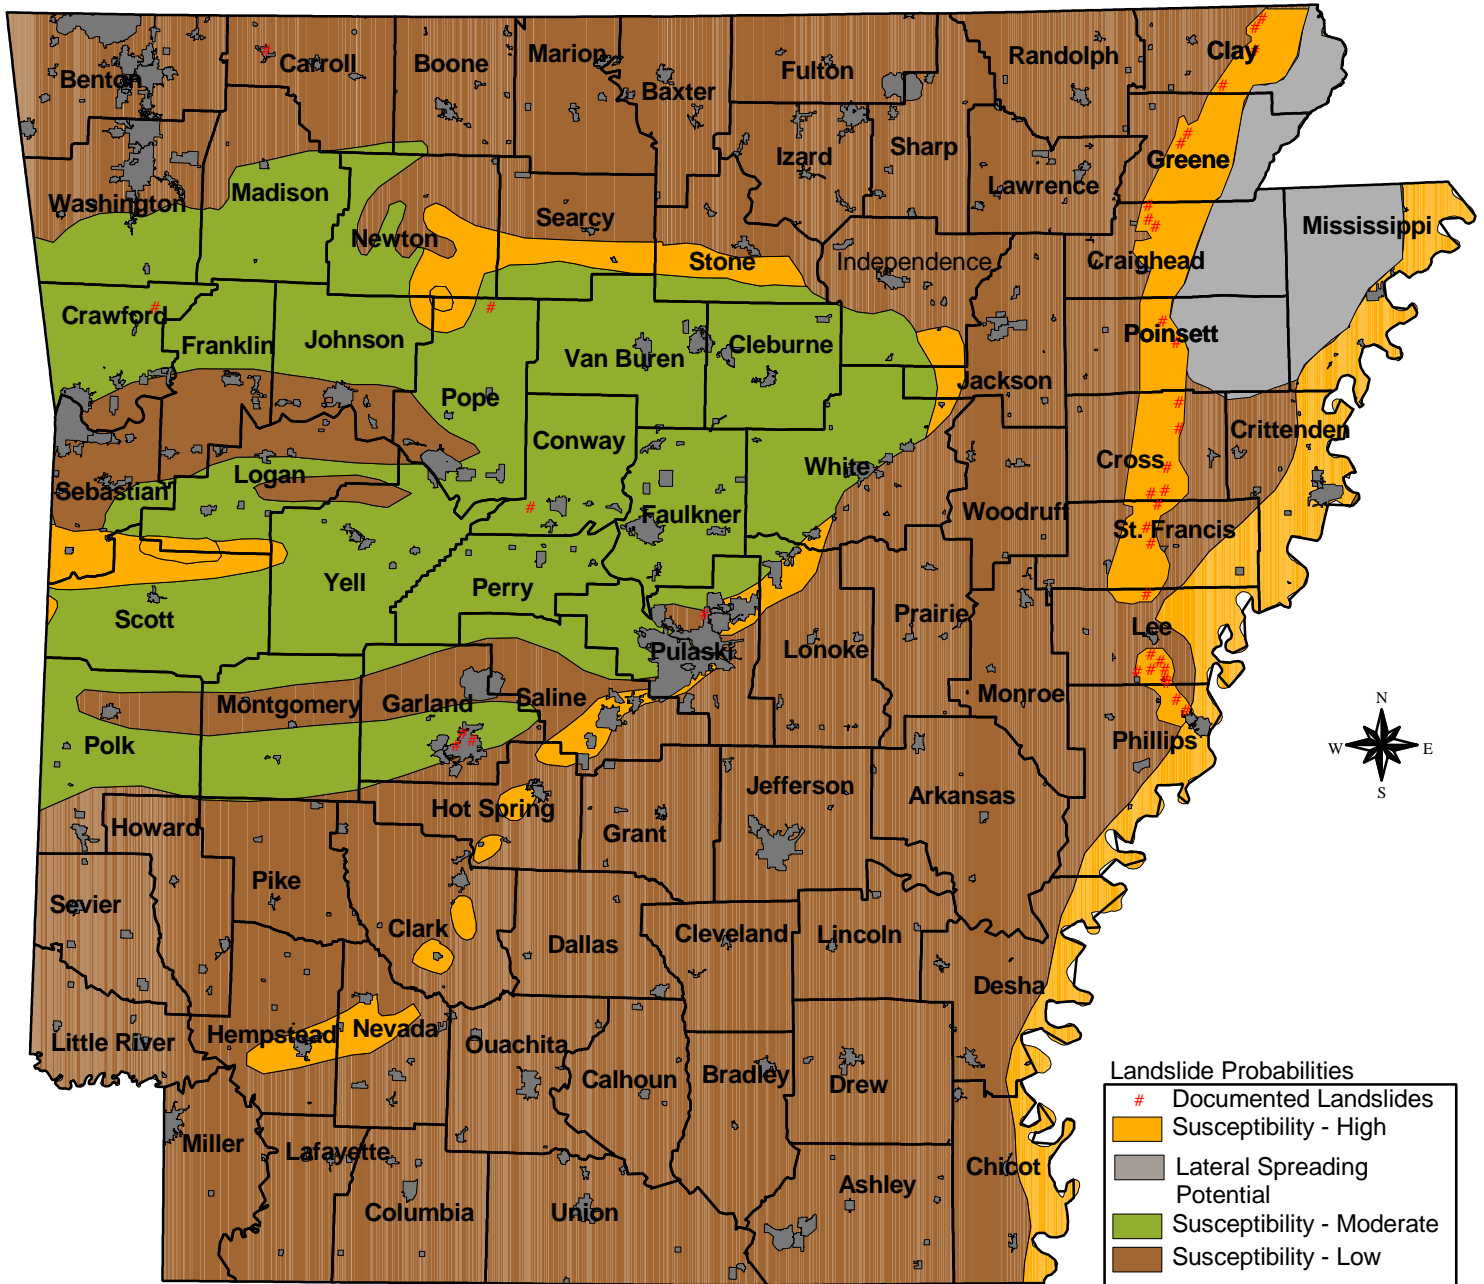 Benton
Carroll
Boone
Marion
Baxter
Fulton
Randolph
Clay
Sharp
Izard
Greene
Lawrence
Washington
Madison
Newton
Searcy
Stone
Independence
Craighead
Mississippi
Crawford
Franklin
Johnson
Van Buren
Cleburne
Poinsett
Jackson
Pope
Conway
Crittenden
White
Cross
Sebastian
Logan
Faulkner
Woodruff
St. Francis
Yell
Perry
Scott
Prairie
Lee
Pulaski
Lonoke
Monroe
Montgomery
Garland
Saline
Polk
Phillips
N
W
E
S
Hot Spring
Jefferson
Arkansas
Howard
Grant
Pike
Sevier
Clark
Dallas
Cleveland
Lincoln
Desha
Little River
Hempstead
Nevada
Ouachita
Calhoun
Bradley
Drew
Miller
Lafayette
Chicot
Ashley
Columbia
Union
Landslide Probabilities
# Documented Landslides
Susceptibility - High
Lateral Spreading
Potential
Susceptibility - Moderate
Susceptibility - Low